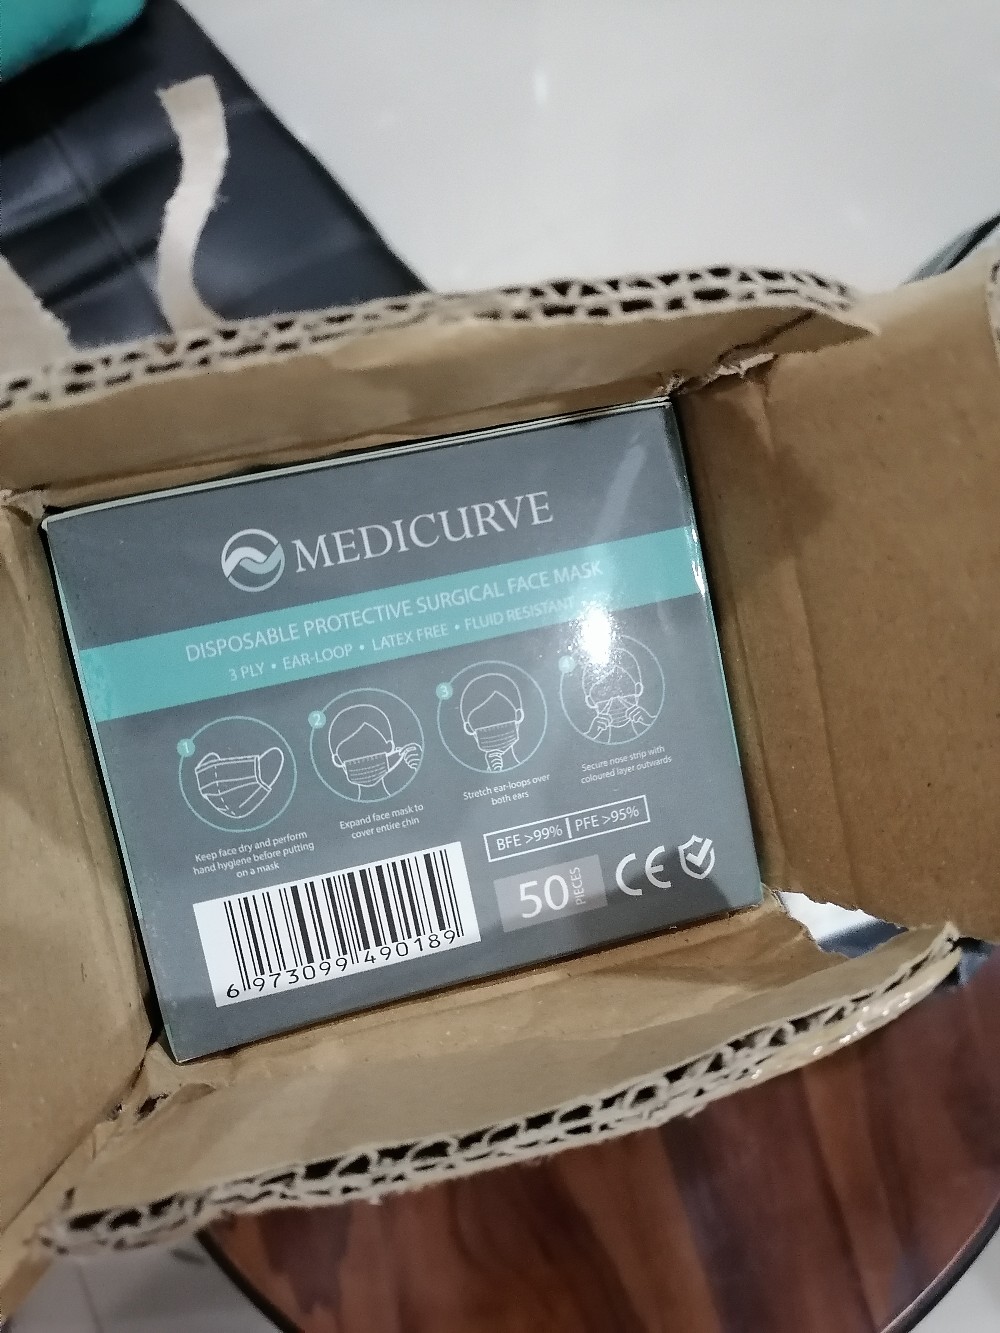 MEDICURVE
DISPOSABLE PROTECTIVE SURGICAL FACE MASK
3 PLY • EAR-LOOP • LATEX FREE • FLUID RESISTANT
1
2
3
4
Keep face dry and perform
hand hygiene before putting
on a mask
Expand face mask to
cover entire chin
Stretch ear-loops over
both ears
Secure nose strip with
coloured layer outwards
BFE >99% | PFE >95%
50 PIECES
CE
6 973099 490189